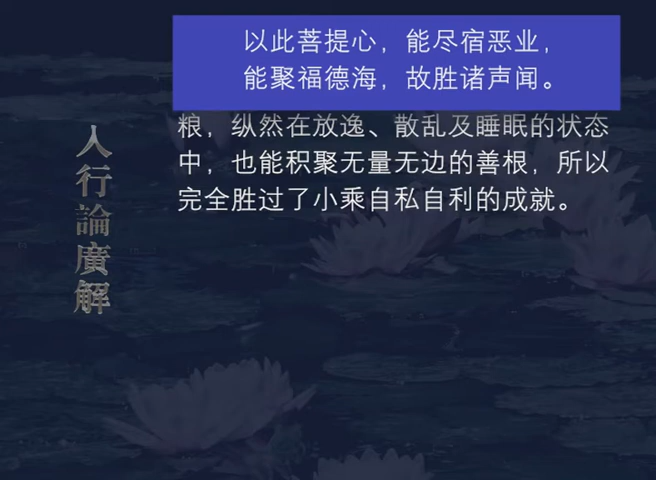 以此菩提心，能尽宿恶业，
能聚福德海，故胜诸声闻。
根，纵然在放逸、散乱及睡眠的状态
中，也能积聚无量无边的善根，所以
完全胜过了小乘自私自利的成就。
入行論廣解